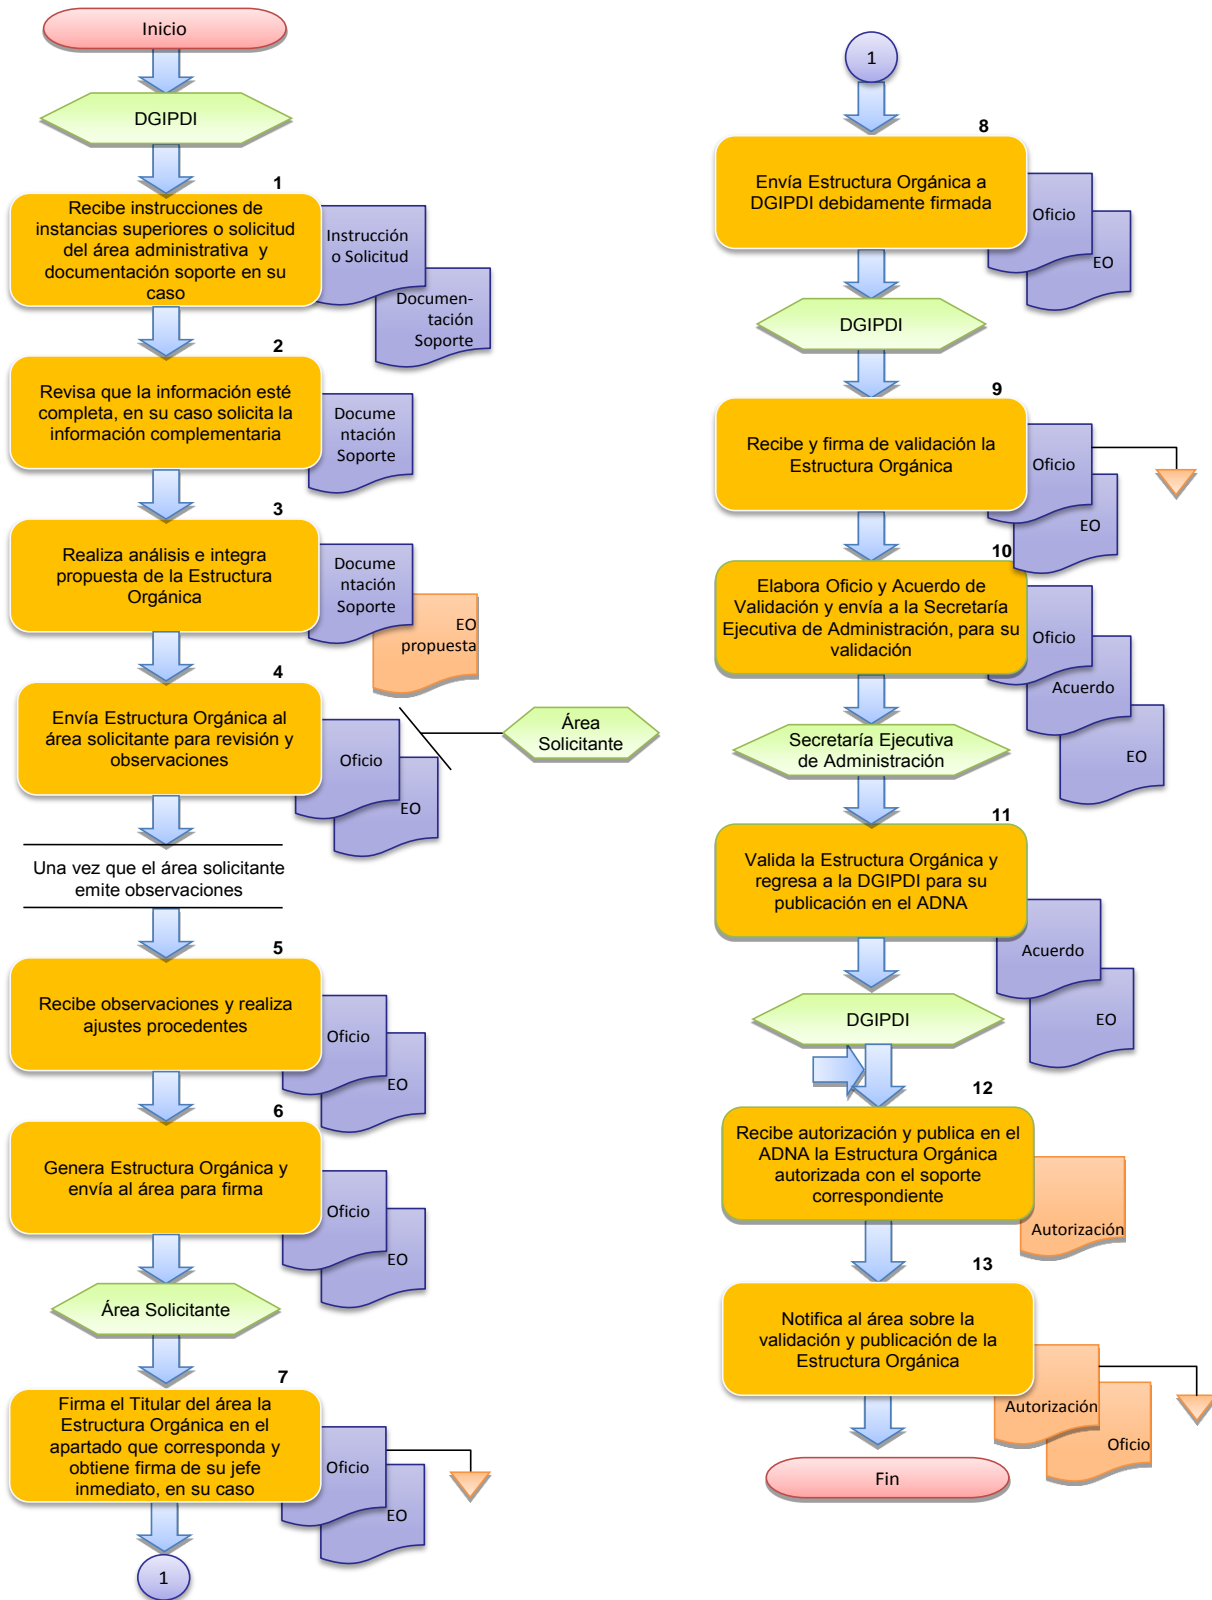 Inicio
DGIPDI
1
Recibe instrucciones de
instancias superiores o solicitud
del área administrativa y
documentación soporte en su
caso
Instrucción
o Solicitud
Documen-
tación
Soporte
2
Revisa que la información esté
completa, en su caso solicita la
información complementaria
Docume
ntación
Soporte
3
Realiza análisis e integra
propuesta de la Estructura
Orgánica
Docume
ntación
Soporte
EO
propuesta
4
Envía Estructura Orgánica al
área solicitante para revisión y
observaciones
Oficio
EO
Área
Solicitante
Una vez que el área solicitante
emite observaciones
5
Recibe observaciones y realiza
ajustes procedentes
Oficio
EO
6
Genera Estructura Orgánica y
envía al área para firma
Oficio
EO
Área Solicitante
7
Firma el Titular del área la
Estructura Orgánica en el
apartado que corresponda y
obtiene firma de su jefe
inmediato, en su caso
Oficio
EO
1
1
8
Envía Estructura Orgánica a
DGIPDI debidamente firmada
Oficio
EO
DGIPDI
9
Recibe y firma de validación la
Estructura Orgánica
Oficio
EO
10
Elabora Oficio y Acuerdo de
Validación y envía a la Secretaría
Ejecutiva de Administración, para su
validación
Oficio
Acuerdo
EO
Secretaría Ejecutiva
de Administración
11
Valida la Estructura Orgánica y
regresa a la DGIPDI para su
publicación en el ADNA
Acuerdo
EO
DGIPDI
12
Recibe autorización y publica en el
ADNA la Estructura Orgánica
autorizada con el soporte
correspondiente
Autorización
13
Notifica al área sobre la
validación y publicación de la
Estructura Orgánica
Autorización
Oficio
Fin